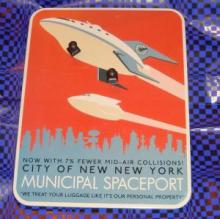 NOW WITH 7% FEWER MID-AIR COLLISIONS!
CITY OF NEW NEW YORK
MUNICIPAL SPACEPORT
"WE TREAT YOUR LUGGAGE LIKE IT'S OUR PERSONAL PROPERTY!"